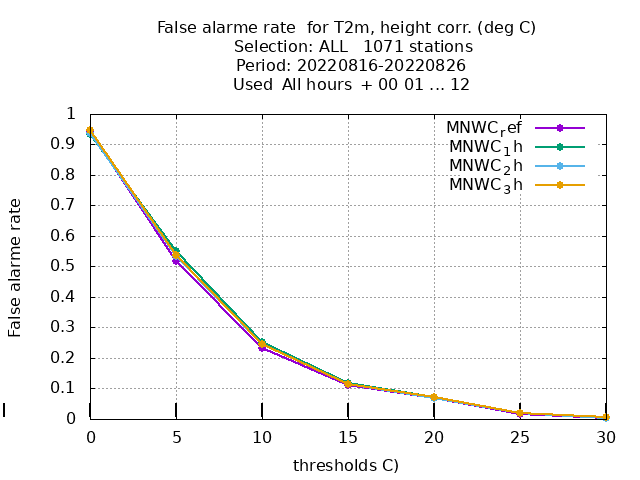 False alarme rate  for T2m, height corr. (deg C)
Selection: ALL   1071 stations
Period: 20220816-20220826
Used  All hours  + 00 01 ... 12
MNWC_ref
MNWC_1h
MNWC_2h
MNWC_3h
False alarme rate
1
0.9
0.8
0.7
0.6
0.5
0.4
0.3
0.2
0.1
0
0 5 10 15 20 25 30
thresholds C)